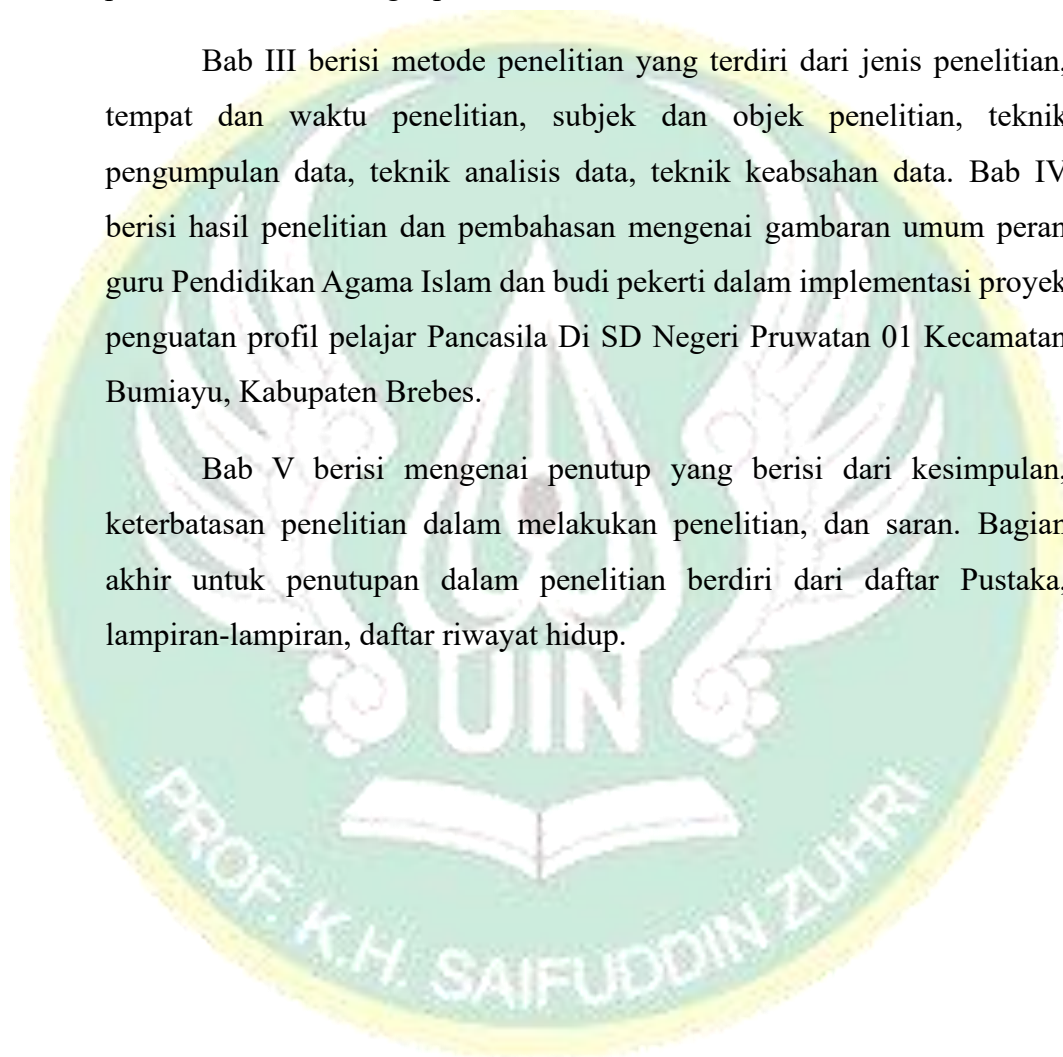 Bab III berisi metode penelitian yang terdiri dari jenis penelitian,
tempat dan waktu penelitian, subjek dan objek penelitian, teknik
pengumpulan data, teknik analisis data, teknik keabsahan data. Bab IV
berisi hasil penelitian dan pembahasan mengenai gambaran umum peran
guru Pendidikan Agama Islam dan budi pekerti dalam implementasi proyek
penguatan profil pelajar Pancasila Di SD Negeri Pruwatan 01 Kecamatan
Bumiayu, Kabupaten Brebes.
Bab V berisi mengenai penutup yang berisi dari kesimpulan,
keterbatasan penelitian dalam melakukan penelitian, dan saran. Bagian
akhir untuk penutupan dalam penelitian berdiri dari daftar Pustaka,
lampiran-lampiran, daftar riwayat hidup.
UIN
PROF. K.H. SAIFUDDIN ZUHRI